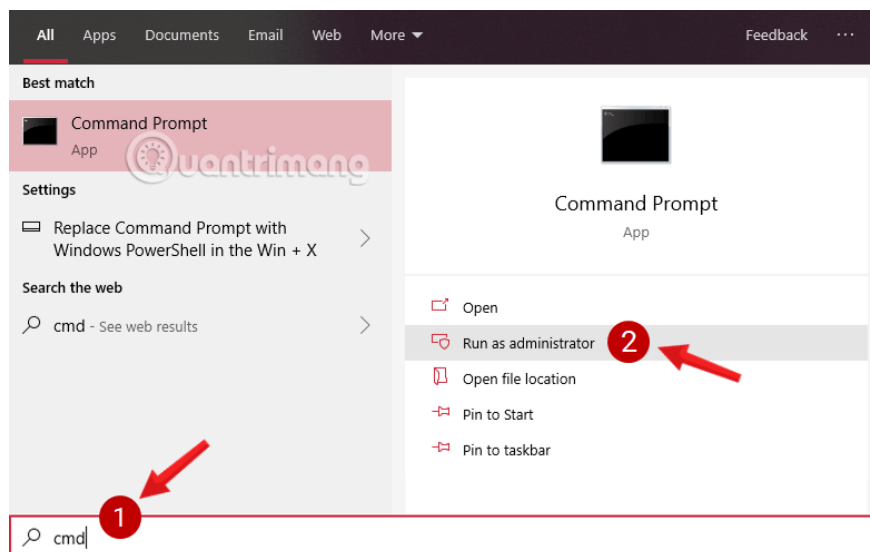 All Apps Documents Email Web More Feedback ...
Best match
Command Prompt
App
Quantrimang
Settings
Replace Command Prompt with
Windows PowerShell in the Win + X
Search the web
cmd - See web results
Command Prompt
App
Open
Run as administrator 2
Open file location
Pin to Start
Pin to taskbar
1
cmd